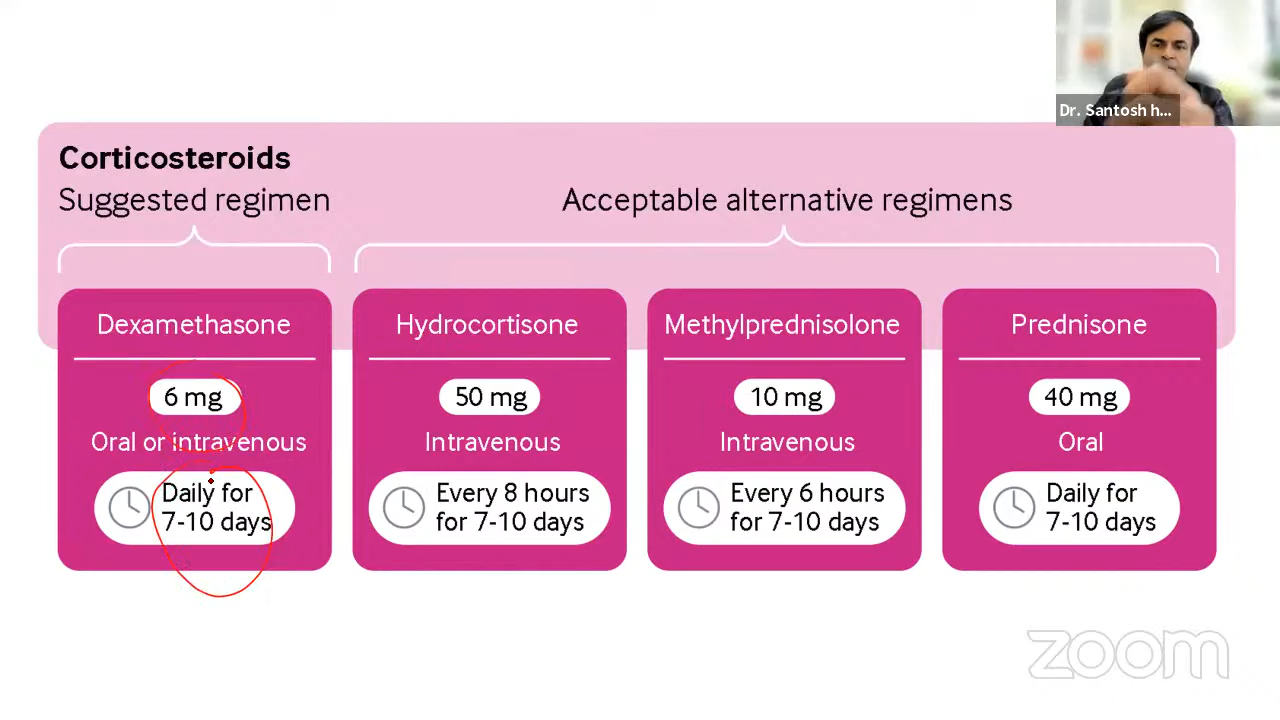 Dr. Santosh h...
Corticosteroids
Suggested regimen
Acceptable alternative regimens
Dexamethasone
6 mg
Oral or intravenous
Daily for
7-10 days
Hydrocortisone
50 mg
Intravenous
Every 8 hours
for 7-10 days
Methylprednisolone
10 mg
Intravenous
Every 6 hours
for 7-10 days
Prednisone
40 mg
Oral
Daily for
7-10 days
zoom